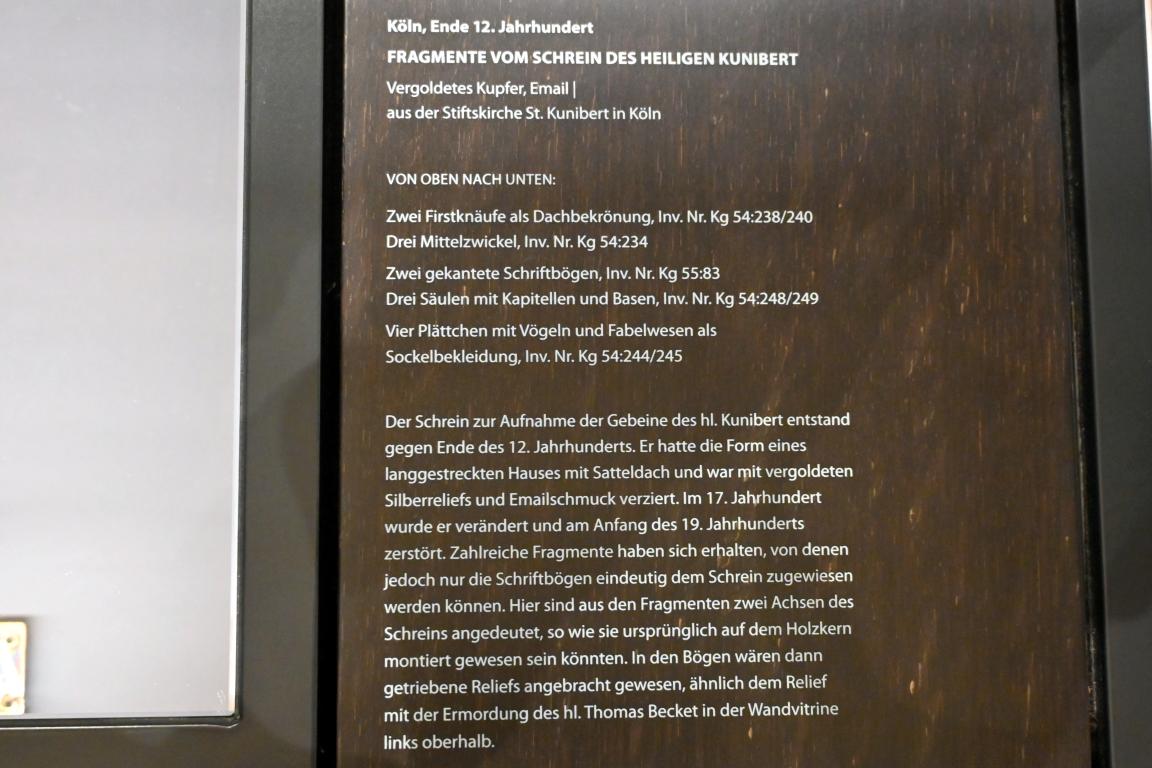 Köln, Ende 12. Jahrhundert
FRAGMENTE VOM SCHREIN DES HEILIGEN KUNIBERT
Vergoldetes Kupfer, Email |
aus der Stiftskirche St. Kunibert in Köln
VON OBEN NACH UNTEN:
Zwei Firstknäufe als Dachbekrönung, Inv. Nr. Kg 54:238/240
Drei Mittelzwickel, Inv. Nr. Kg 54:234
Zwei gekantete Schriftbögen, Inv. Nr. Kg 55:83
Drei Säulen mit Kapitellen und Basen, Inv. Nr. Kg 54:248/249
Vier Plättchen mit Vögeln und Fabelwesen als
Sockelbekleidung, Inv. Nr. Kg 54:244/245
Der Schrein zur Aufnahme der Gebeine des hl. Kunibert entstand
gegen Ende des 12. Jahrhunderts. Er hatte die Form eines
langgestreckten Hauses mit Satteldach und war mit vergoldeten
Silberreliefs und Emailschmuck verziert. Im 17. Jahrhundert
wurde er verändert und am Anfang des 19. Jahrhunderts
zerstört. Zahlreiche Fragmente haben sich erhalten, von denen
jedoch nur die Schriftbögen eindeutig dem Schrein zugewiesen
werden können. Hier sind aus den Fragmenten zwei Achsen des
Schreins angedeutet, so wie sie ursprünglich auf dem Holzkern
montiert gewesen sein könnten. In den Bögen wären dann
getriebene Reliefs angebracht gewesen, ähnlich dem Relief
mit der Ermordung des hl. Thomas Becket in der Wandvitrine
links oberhalb.